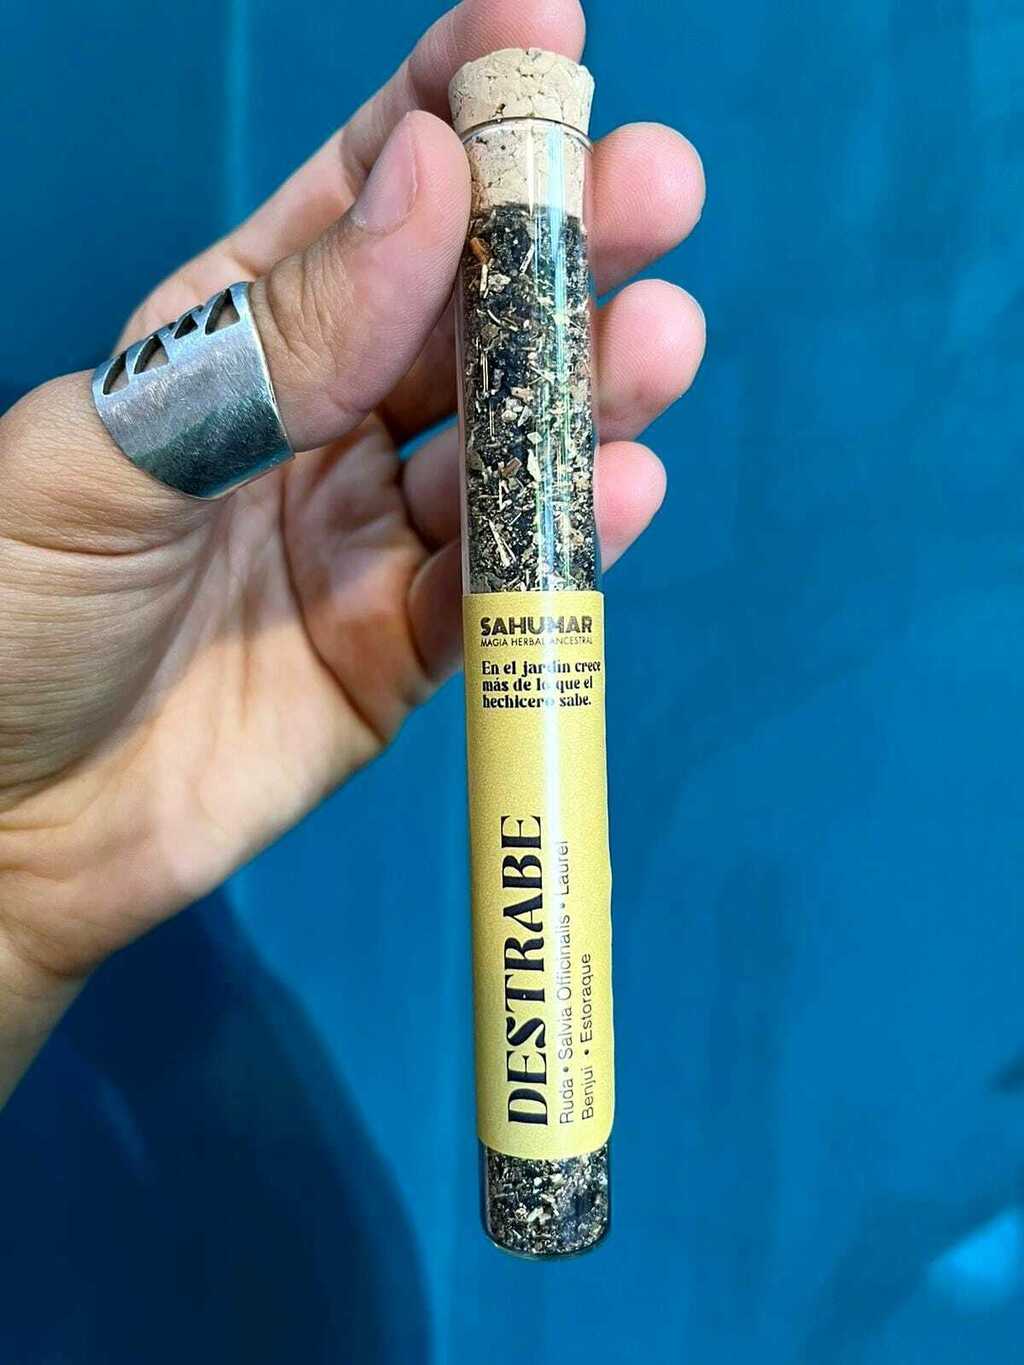 SAHUMAR
MAGIA HERBAL ANCESTRAL
En el jardín crece
más de lo que el
hechicero sabe.
DESTRABE
Ruda • Salvia Officinalis • Laurel
Benjui • Estoraque